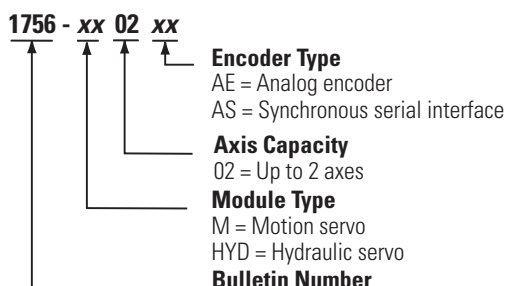 1756 - xx 02 xx
Encoder Type
AE = Analog encoder
AS = Synchronous serial interface
Axis Capacity
02 = Up to 2 axes
Module Type
M = Motion servo
HYD = Hydraulic servo
Bulletin Number